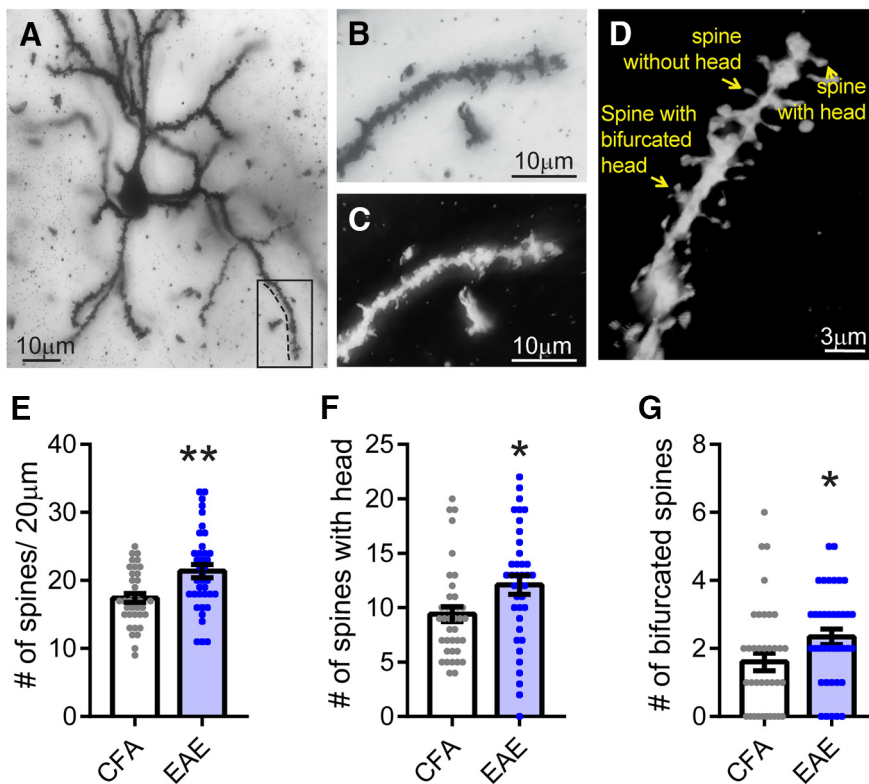 A
10μm
B
10μm
C
10μm
D
spine
without head
spine
with head
Spine with
bifurcated
head
3μm
E
# of spines/ 20μm
40
30
20
10
0
**
CFA
EAE
F
# of spines with head
25
20
15
10
5
0
*
CFA
EAE
G
# of bifurcated spines
8
6
4
2
0
*
CFA
EAE